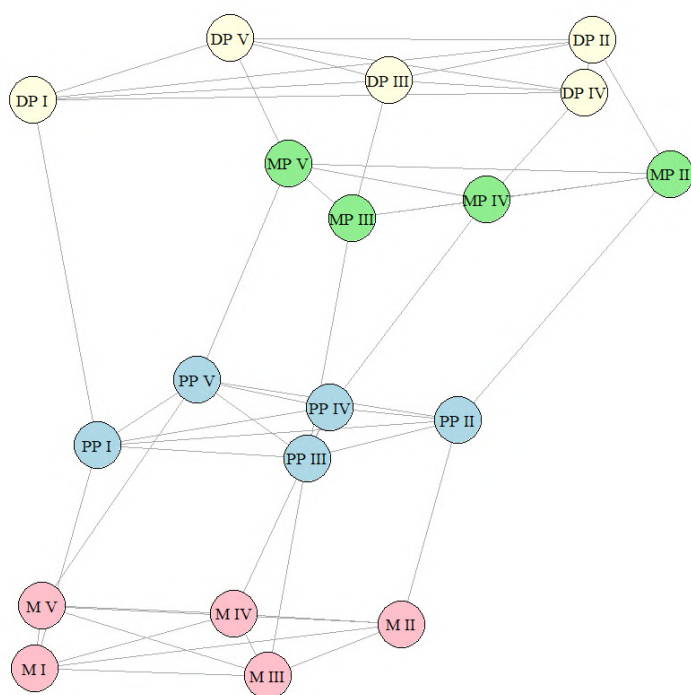 DP V
DP II
DP III
DP IV
DP I
MP V
MP II
MP IV
MP III
PP V
PP IV
PP II
PP I
PP III
M V
M IV
M II
M I
M III